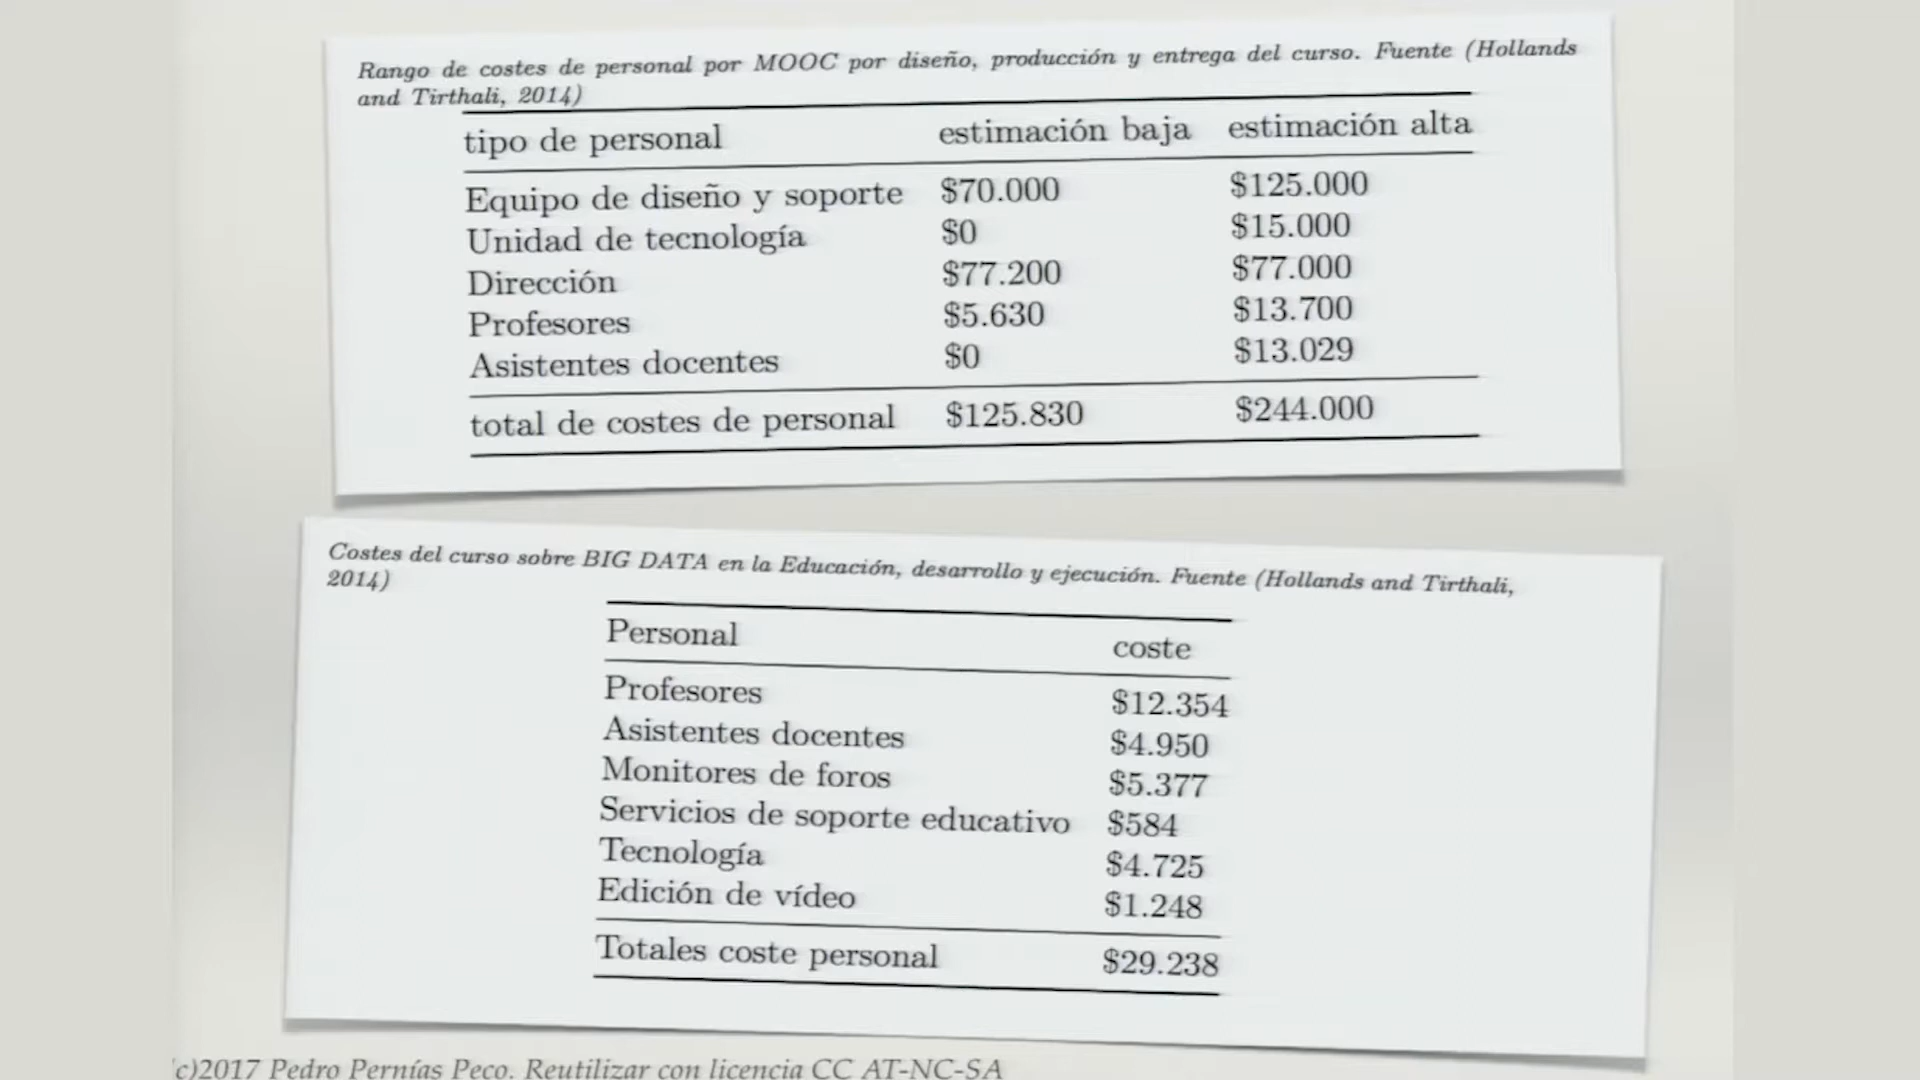 Rango de costes de personal por MOOC por diseño, producción y entrega del curso. Fuente (Hollands
and Tirthali, 2014)
tipo de personal estimación baja estimación alta
Equipo de diseño y soporte $70.000 $125.000
Unidad de tecnología $0 $15.000
Dirección $77.200 $77.000
Profesores $5.630 $13.700
Asistentes docentes $0 $13.029
total de costes de personal $125.830 $244.000
Costes del curso sobre BIG DATA en la Educación, desarrollo y ejecución. Fuente (Hollands and Tirthali,
2014)
Personal coste
Profesores $12.354
Asistentes docentes $4.950
Monitores de foros $5.377
Servicios de soporte educativo $584
Tecnología $4.725
Edición de vídeo $1.248
Totales coste personal $29.238
c)2017 Pedro Pernías Peco. Reutilizar con licencia CC AT-NC-SA